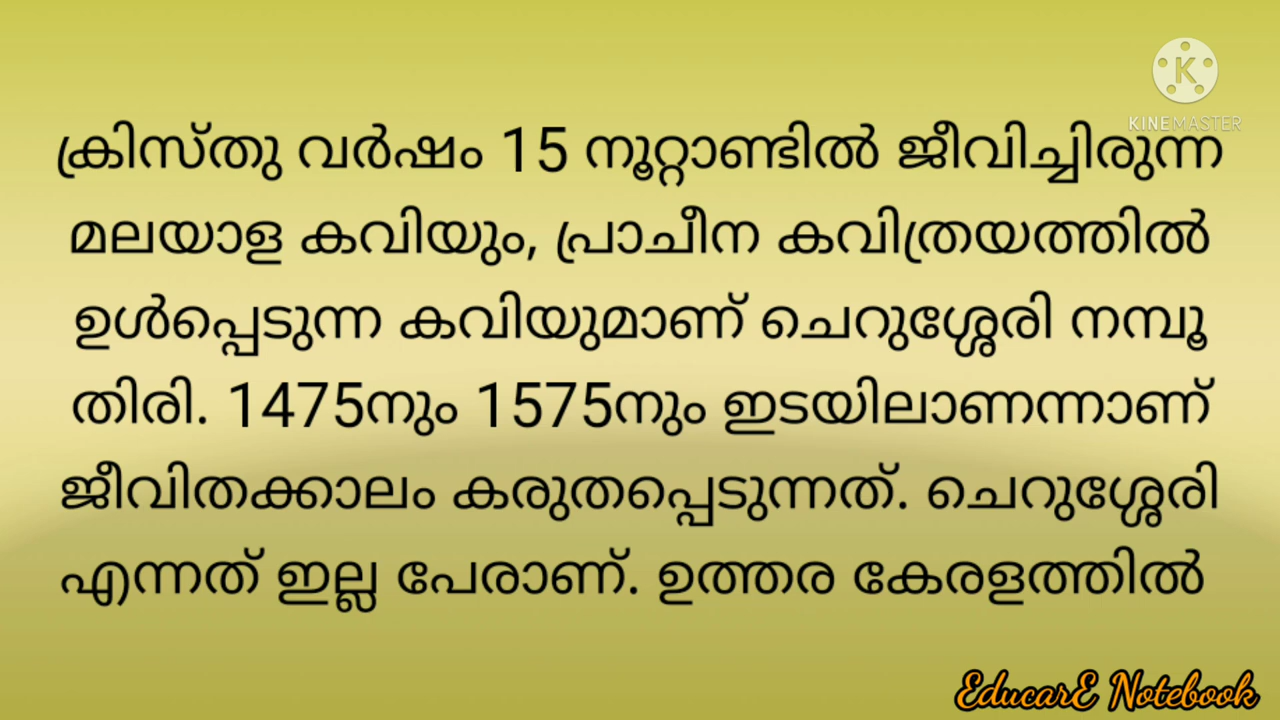 K
KINEMASTER
ക്രിസ്തു വർഷം 15 നൂറ്റാണ്ടിൽ ജീവിച്ചിരുന്ന
മലയാള കവിയും, പ്രാചീന കവിത്രയത്തിൽ
ഉൾപ്പെടുന്ന കവിയുമാണ് ചെറുശ്ശേരി നമ്പൂ
തിരി. 1475നും 1575നും ഇടയിലാണന്നാണ്
ജീവിതക്കാലം കരുതപ്പെടുന്നത്. ചെറുശ്ശേരി
എന്നത് ഇല്ല പേരാണ്. ഉത്തര കേരളത്തിൽ
EducarE Notebook